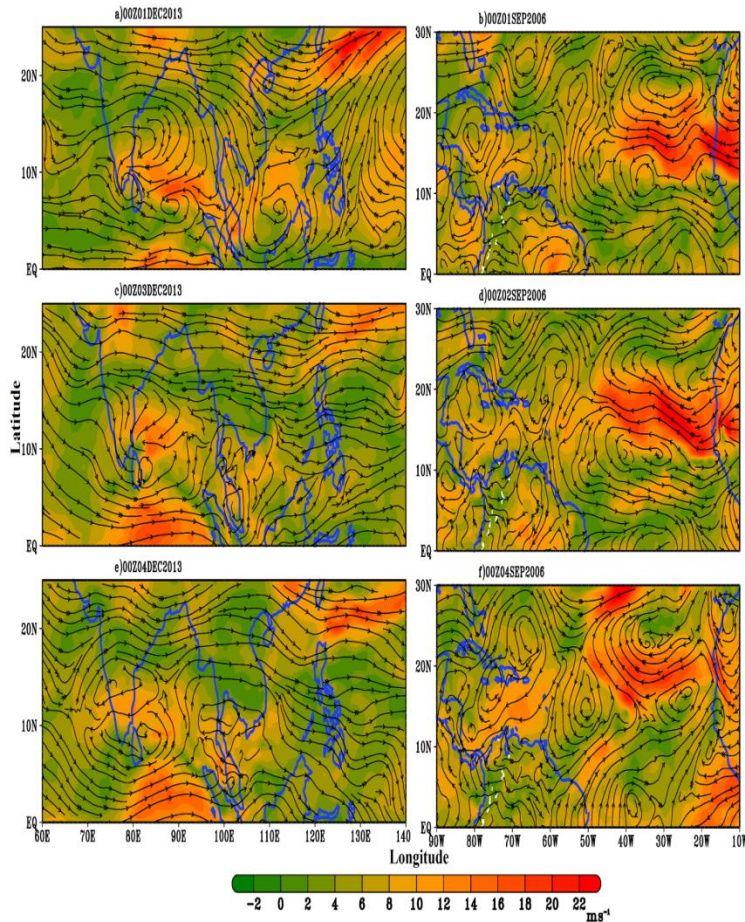 a)00Z01DEC2013
b)00Z01SEP2006
20N
10N
EQ
30N
20N
10N
EQ
c)00Z03DEC2013
d)00Z02SEP2006
20N
10N
EQ
30N
20N
10N
EQ
Latitude
e)00Z04DEC2013
f)00Z04SEP2006
20N
10N
EQ
30N
20N
10N
EQ
60E 70E 80E 90E 100E 110E 120E 130E 140
90W 80W 70W 60W 50W 40W 30W 20W 10W
Longitude
-2 0 2 4 6 8 10 12 14 16 18 20 22 ms⁻¹